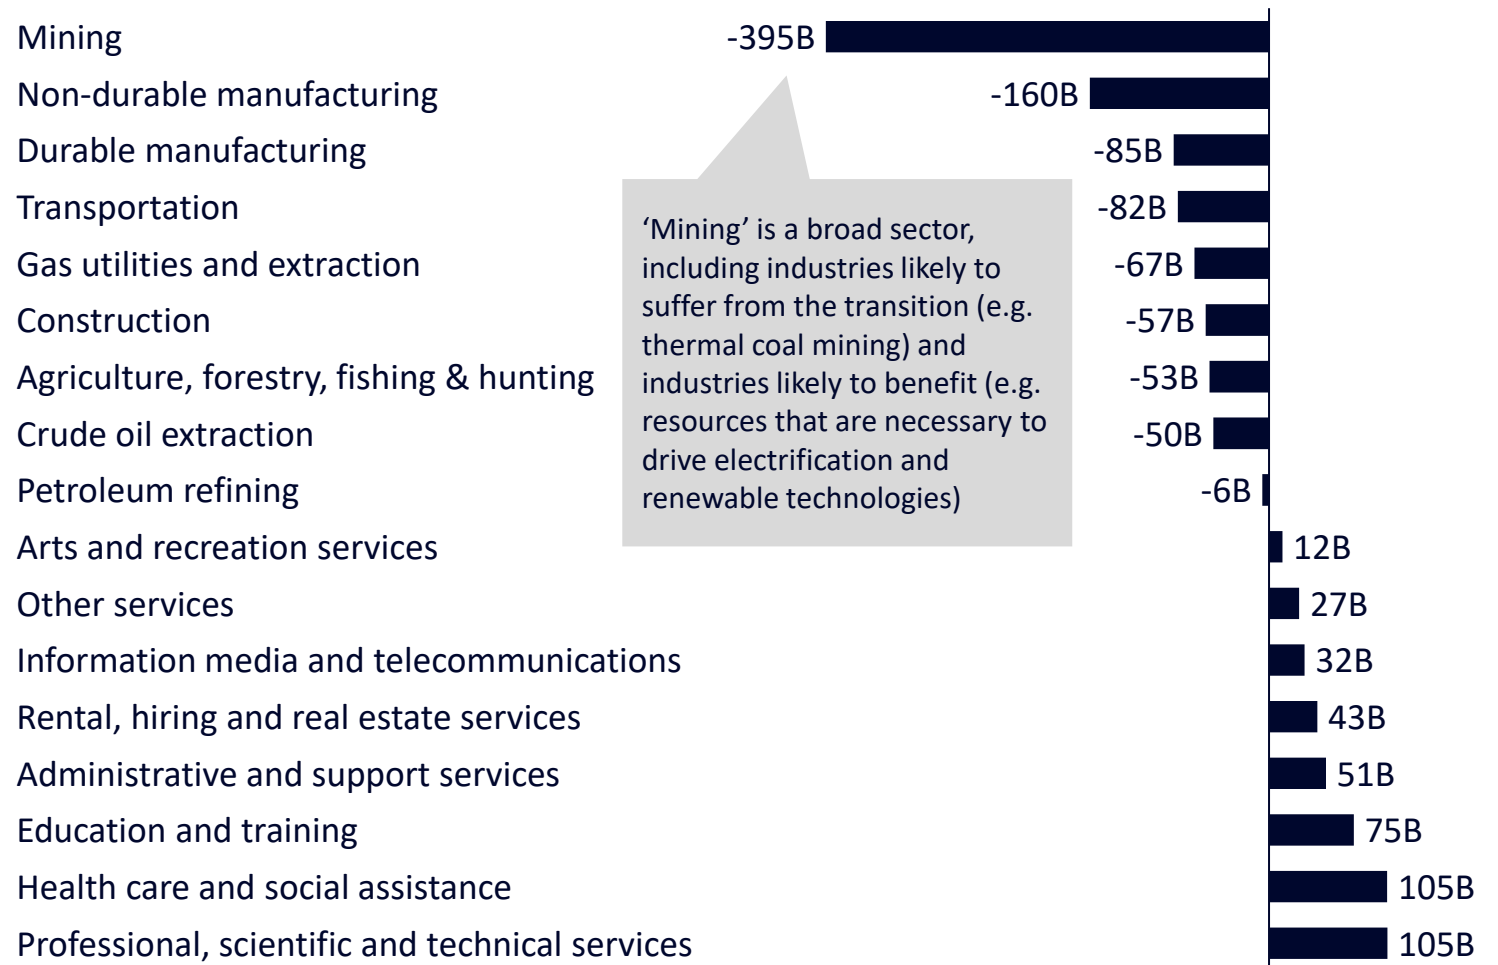 Mining -395B
Non-durable manufacturing -160B
Durable manufacturing -85B
Transportation -82B
Gas utilities and extraction -67B
Construction -57B
Agriculture, forestry, fishing & hunting -53B
Crude oil extraction -50B
Petroleum refining -6B
Arts and recreation services 12B
Other services 27B
Information media and telecommunications 32B
Rental, hiring and real estate services 43B
Administrative and support services 51B
Education and training 75B
Health care and social assistance 105B
Professional, scientific and technical services 105B
‘Mining’ is a broad sector,
including industries likely to
suffer from the transition (e.g.
thermal coal mining) and
industries likely to benefit (e.g.
resources that are necessary to
drive electrification and
renewable technologies)